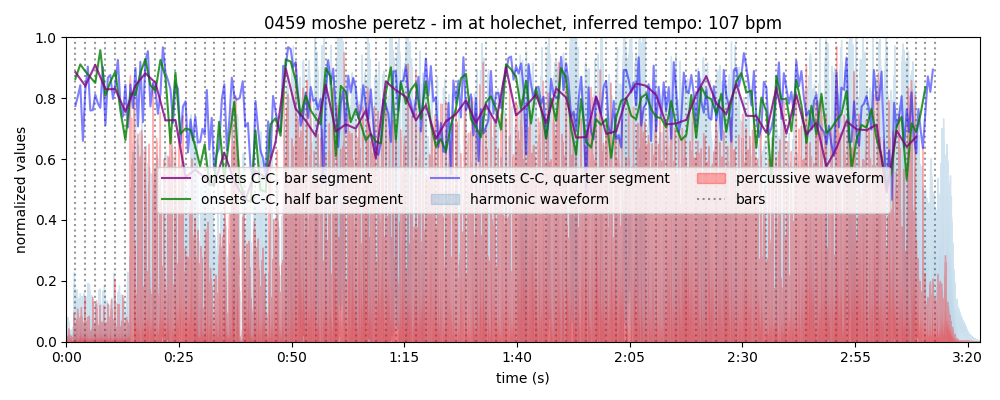 0459 moshe peretz - im at holechet, inferred tempo: 107 bpm
normalized values
1.0
0.8
0.6
0.4
0.2
0.0
onsets C-C, bar segment
onsets C-C, half bar segment
onsets C-C, quarter segment
harmonic waveform
percussive waveform
bars
0:00 0:25 0:50 1:15 1:40 2:05 2:30 2:55 3:20
time (s)